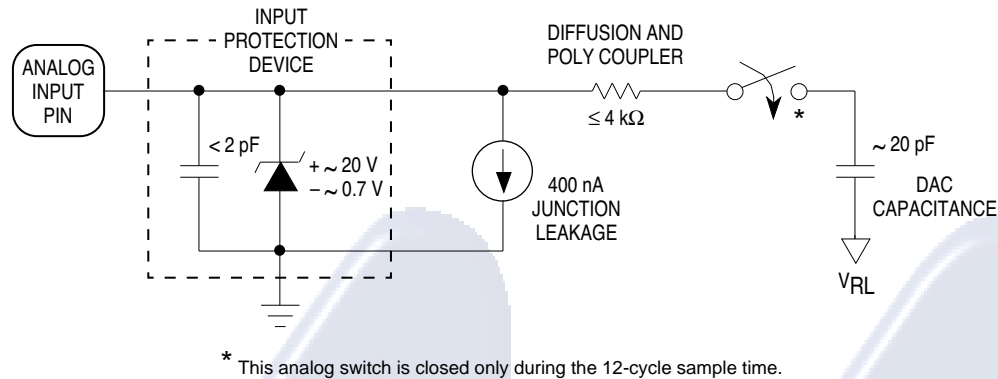 INPUT
PROTECTION
DEVICE
ANALOG
INPUT
PIN
< 2 pF
+ ~ 20 V
– ~ 0.7 V
DIFFUSION AND
POLY COUPLER
≤ 4 kΩ
*
400 nA
JUNCTION
LEAKAGE
~ 20 pF
DAC
CAPACITANCE
VRL
* This analog switch is closed only during the 12-cycle sample time.